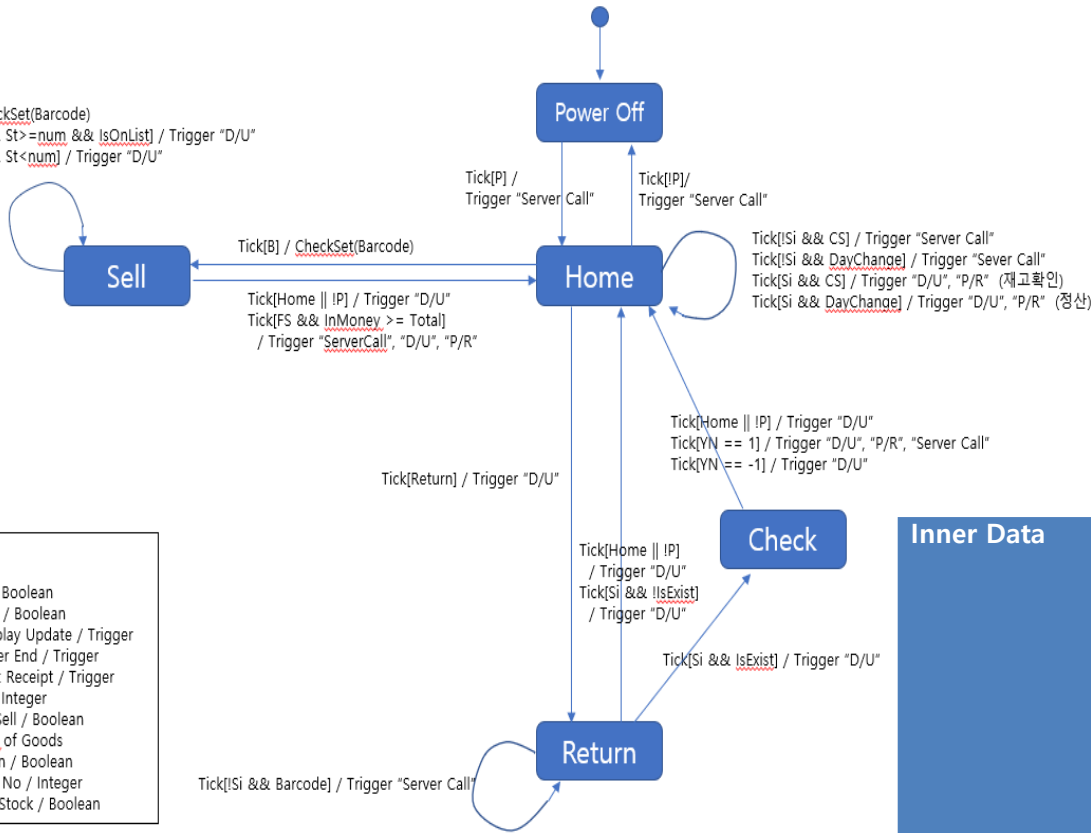 Power Off
ckSet(Barcode)
St>=num && IsOnList] / Trigger “D/U”
St<num] / Trigger “D/U”
Tick[P] /
Trigger “Server Call”
Tick[!P]/
Trigger “Server Call”
Tick[B] / CheckSet(Barcode)
Sell
Home
Tick[!Si && CS] / Trigger “Server Call”
Tick[!Si && DayChange] / Trigger “Sever Call”
Tick[Si && CS] / Trigger “D/U”, “P/R” (재고확인)
Tick[Si && DayChange] / Trigger “D/U”, “P/R” (정산)
Tick[Home || !P] / Trigger “D/U”
Tick[FS && InMoney >= Total]
/ Trigger “ServerCall”, “D/U”, “P/R”
Tick[Home || !P] / Trigger “D/U”
Tick[YN == 1] / Trigger “D/U”, “P/R”, “Server Call”
Tick[YN == -1] / Trigger “D/U”
Tick[Return] / Trigger “D/U”
Check
Inner Data
Tick[Home || !P]
/ Trigger “D/U”
Tick[Si && !IsExist]
/ Trigger “D/U”
Boolean
/ Boolean
play Update / Trigger
er End / Trigger
t Receipt / Trigger
Integer
Sell / Boolean
of Goods
n / Boolean
No / Integer
Stock / Boolean
Tick[Si && IsExist] / Trigger “D/U”
Return
Tick[!Si && Barcode] / Trigger “Server Call”